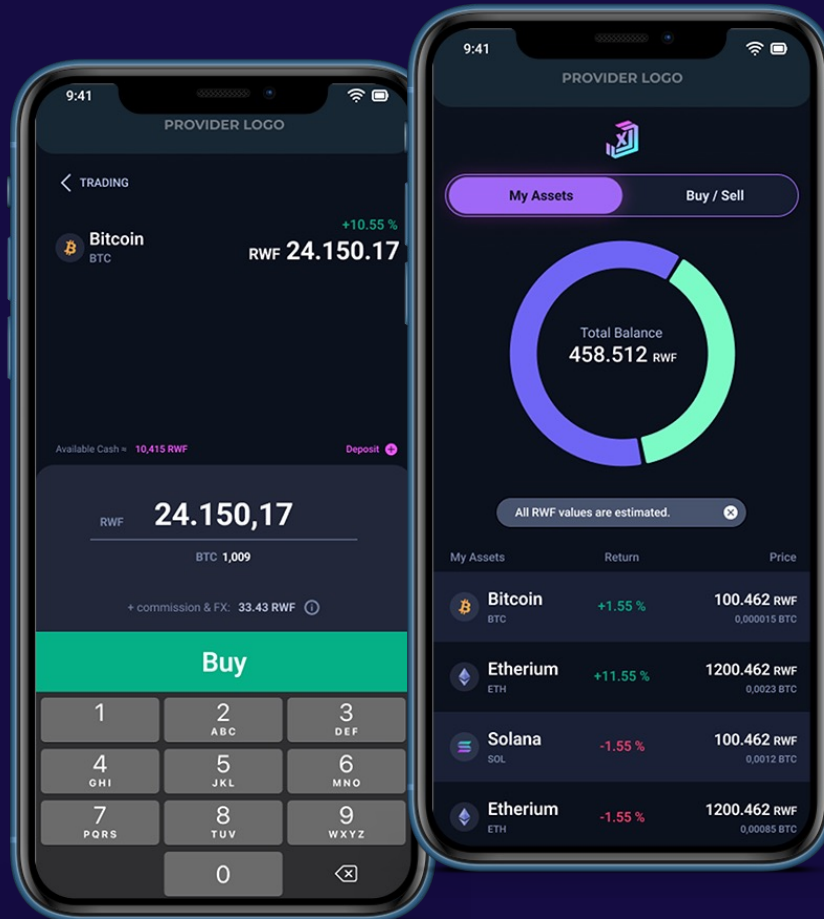 9:41
PROVIDER LOGO
TRADING
Bitcoin
BTC
+10.55 %
RWF 24.150.17
Available Cash ≈ 10,415 RWF
Deposit
RWF 24.150,17
BTC 1,009
+ commission & FX: 33.43 RWF
Buy
1 2 3
ABC DEF
4 5 6
GHI JKL MNO
7 8 9
PQRS TUV WXYZ
0
9:41
PROVIDER LOGO
My Assets Buy / Sell
Total Balance
458.512 RWF
All RWF values are estimated.
My Assets Return Price
Bitcoin +1.55 % 100.462 RWF
BTC 0,000015 BTC
Etherium +11.55 % 1200.462 RWF
ETH 0,0023 BTC
Solana -1.55 % 100.462 RWF
SOL 0,0012 BTC
Etherium -1.55 % 1200.462 RWF
ETH 0,00085 BTC